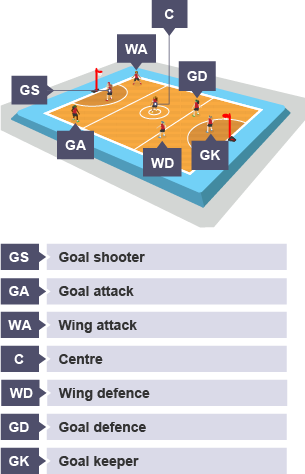 C
WA
GS
GD
GA
WD
GK
GS Goal shooter
GA Goal attack
WA Wing attack
C Centre
WD Wing defence
GD Goal defence
GK Goal keeper